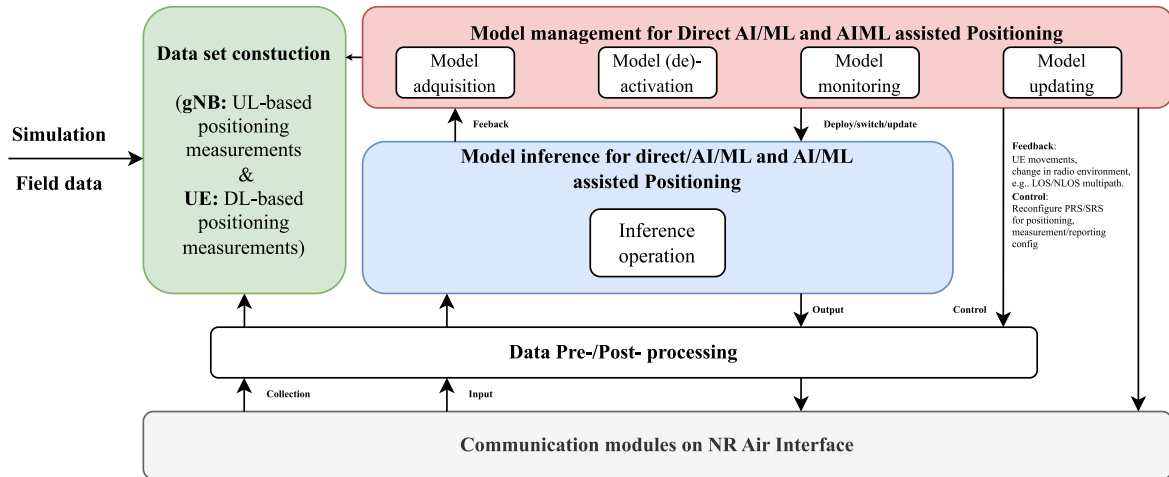 Simulation
Field data
Data set constuction
(gNB: UL-based
positioning
measurements
&
UE: DL-based
positioning
measurements)
Model management for Direct AI/ML and AIML assisted Positioning
Model
adquisition
Model (de)-
activation
Model
monitoring
Model
updating
Feeback
Deploy/switch/update
Model inference for direct/AI/ML and AI/ML
assisted Positioning
Inference
operation
Feedback:
UE movements,
change in radio environment,
e.g.. LOS/NLOS multipath.
Control:
Reconfigure PRS/SRS
for positioning,
measurement/reporting
config
Output
Control
Data Pre-/Post- processing
Collection
Input
Communication modules on NR Air Interface